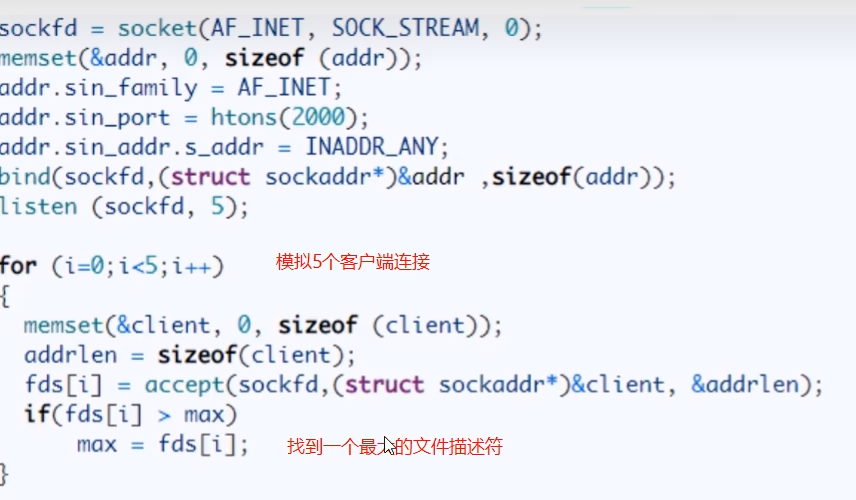 sockfd = socket(AF_INET, SOCK_STREAM, 0);
memset(&addr, 0, sizeof (addr));
addr.sin_family = AF_INET;
addr.sin_port = htons(2000);
addr.sin_addr.s_addr = INADDR_ANY;
bind(sockfd,(struct sockaddr*)&addr ,sizeof(addr));
listen (sockfd, 5);
for (i=0;i<5;i++) 模拟5个客户端连接
{
memset(&client, 0, sizeof (client));
addrlen = sizeof(client);
fds[i] = accept(sockfd,(struct sockaddr*)&client, &addrlen);
if(fds[i] > max)
max = fds[i]; 找到一个最大的文件描述符
}